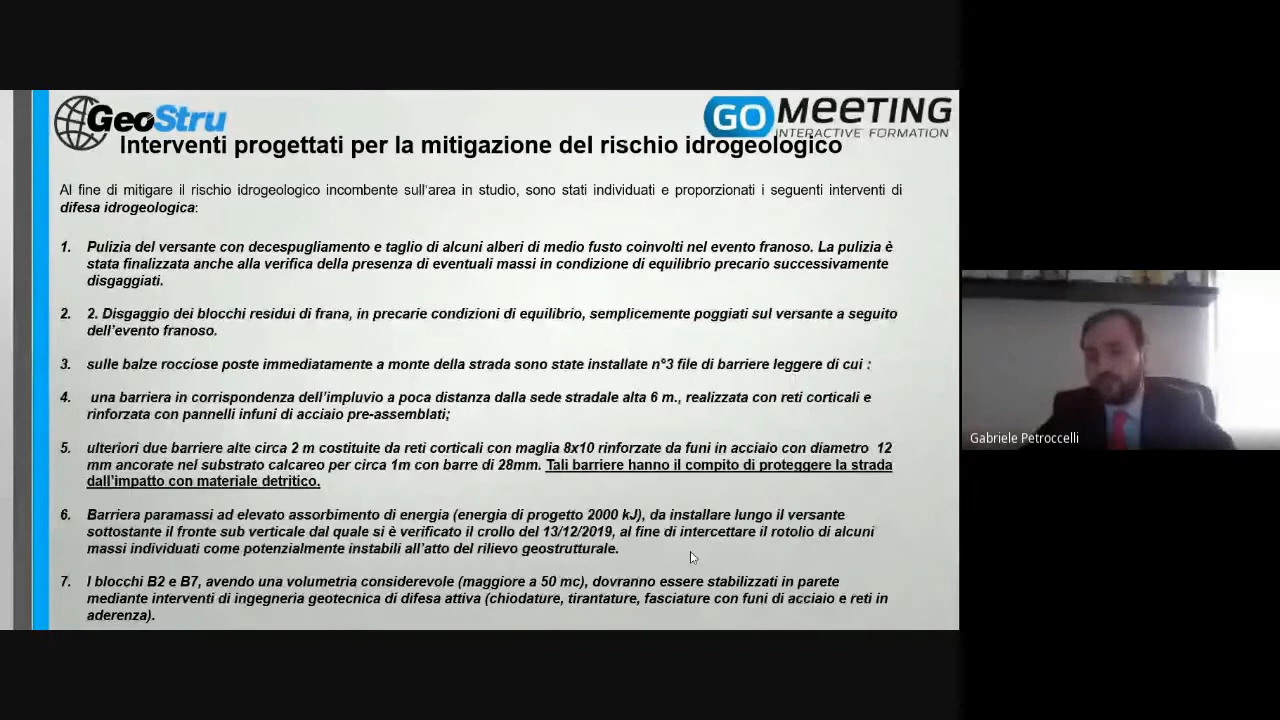 GeoStru
GO MeeTING
INTERACTIVE FORMATION
Interventi progettati per la mitigazione del rischio idrogeologico
Al fine di mitigare il rischio idrogeologico incombente sull'area in studio, sono stati individuati e proporzionati i seguenti interventi di
difesa idrogeologica:
1. Pulizia del versante con decespugliamento e taglio di alcuni alberi di medio fusto coinvolti nel evento franoso. La pulizia è
stata finalizzata anche alla verifica della presenza di eventuali massi in condizione di equilibrio precario successivamente
disgaggiati.
2. 2. Disgaggio dei blocchi residui di frana, in precarie condizioni di equilibrio, semplicemente poggiati sul versante a seguito
dell'evento franoso.
3. sulle balze rocciose poste immediatamente a monte della strada sono state installate n°3 file di barriere leggere di cui :
4. una barriera in corrispondenza dell'impluvio a poca distanza dalla sede stradale alta 6 m., realizzata con reti corticali e
rinforzata con pannelli infuni di acciaio pre-assemblati;
5. ulteriori due barriere alte circa 2 m costituite da reti corticali con maglia 8x10 rinforzate da funi in acciaio con diametro 12
mm ancorate nel substrato calcareo per circa 1m con barre di 28mm. Tali barriere hanno il compito di proteggere la strada
dall'impatto con materiale detritico.
6. Barriera paramassi ad elevato assorbimento di energia (energia di progetto 2000 kJ), da installare lungo il versante
sottostante il fronte sub verticale dal quale si è verificato il crollo del 13/12/2019, al fine di intercettare il rotolio di alcuni
massi individuati come potenzialmente instabili all'atto del rilievo geostrutturale.
7. I blocchi B2 e B7, avendo una volumetria considerevole (maggiore a 50 mc), dovranno essere stabilizzati in parete
mediante interventi di ingegneria geotecnica di difesa attiva (chiodature, tirantature, fasciature con funi di acciaio e reti in
aderenza).
Gabriele Petroccelli